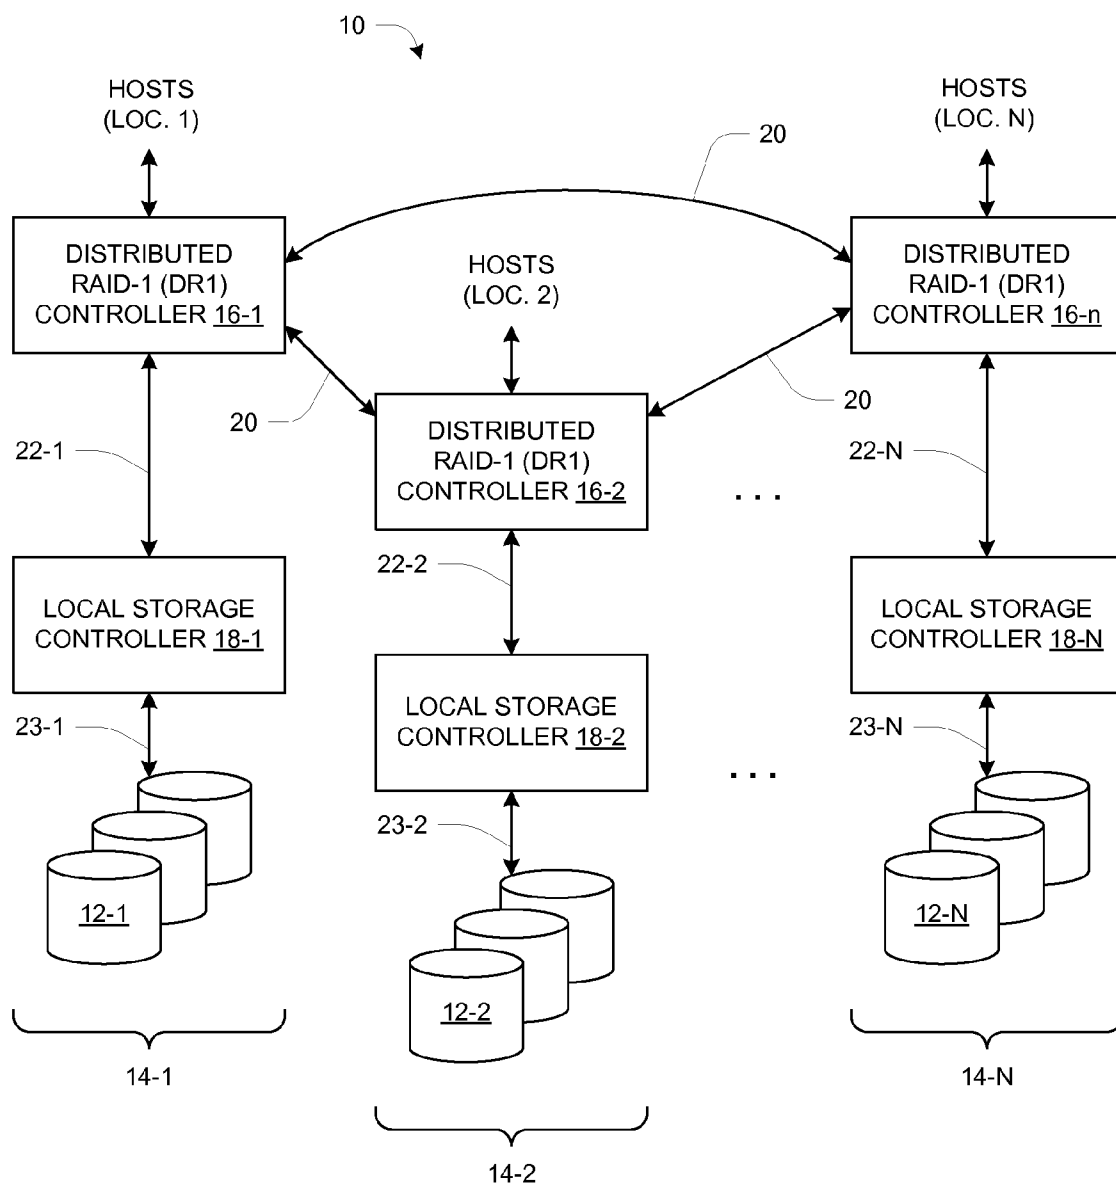 10
HOSTS
(LOC. 1)
HOSTS
(LOC. N)
20
DISTRIBUTED
RAID-1 (DR1)
CONTROLLER 16-1
HOSTS
(LOC. 2)
DISTRIBUTED
RAID-1 (DR1)
CONTROLLER 16-n
20
20
22-1
DISTRIBUTED
RAID-1 (DR1)
CONTROLLER 16-2
22-N
. . .
22-2
LOCAL STORAGE
CONTROLLER 18-1
LOCAL STORAGE
CONTROLLER 18-N
23-1
LOCAL STORAGE
CONTROLLER 18-2
23-N
. . .
23-2
12-1
12-N
12-2
14-1
14-N
14-2